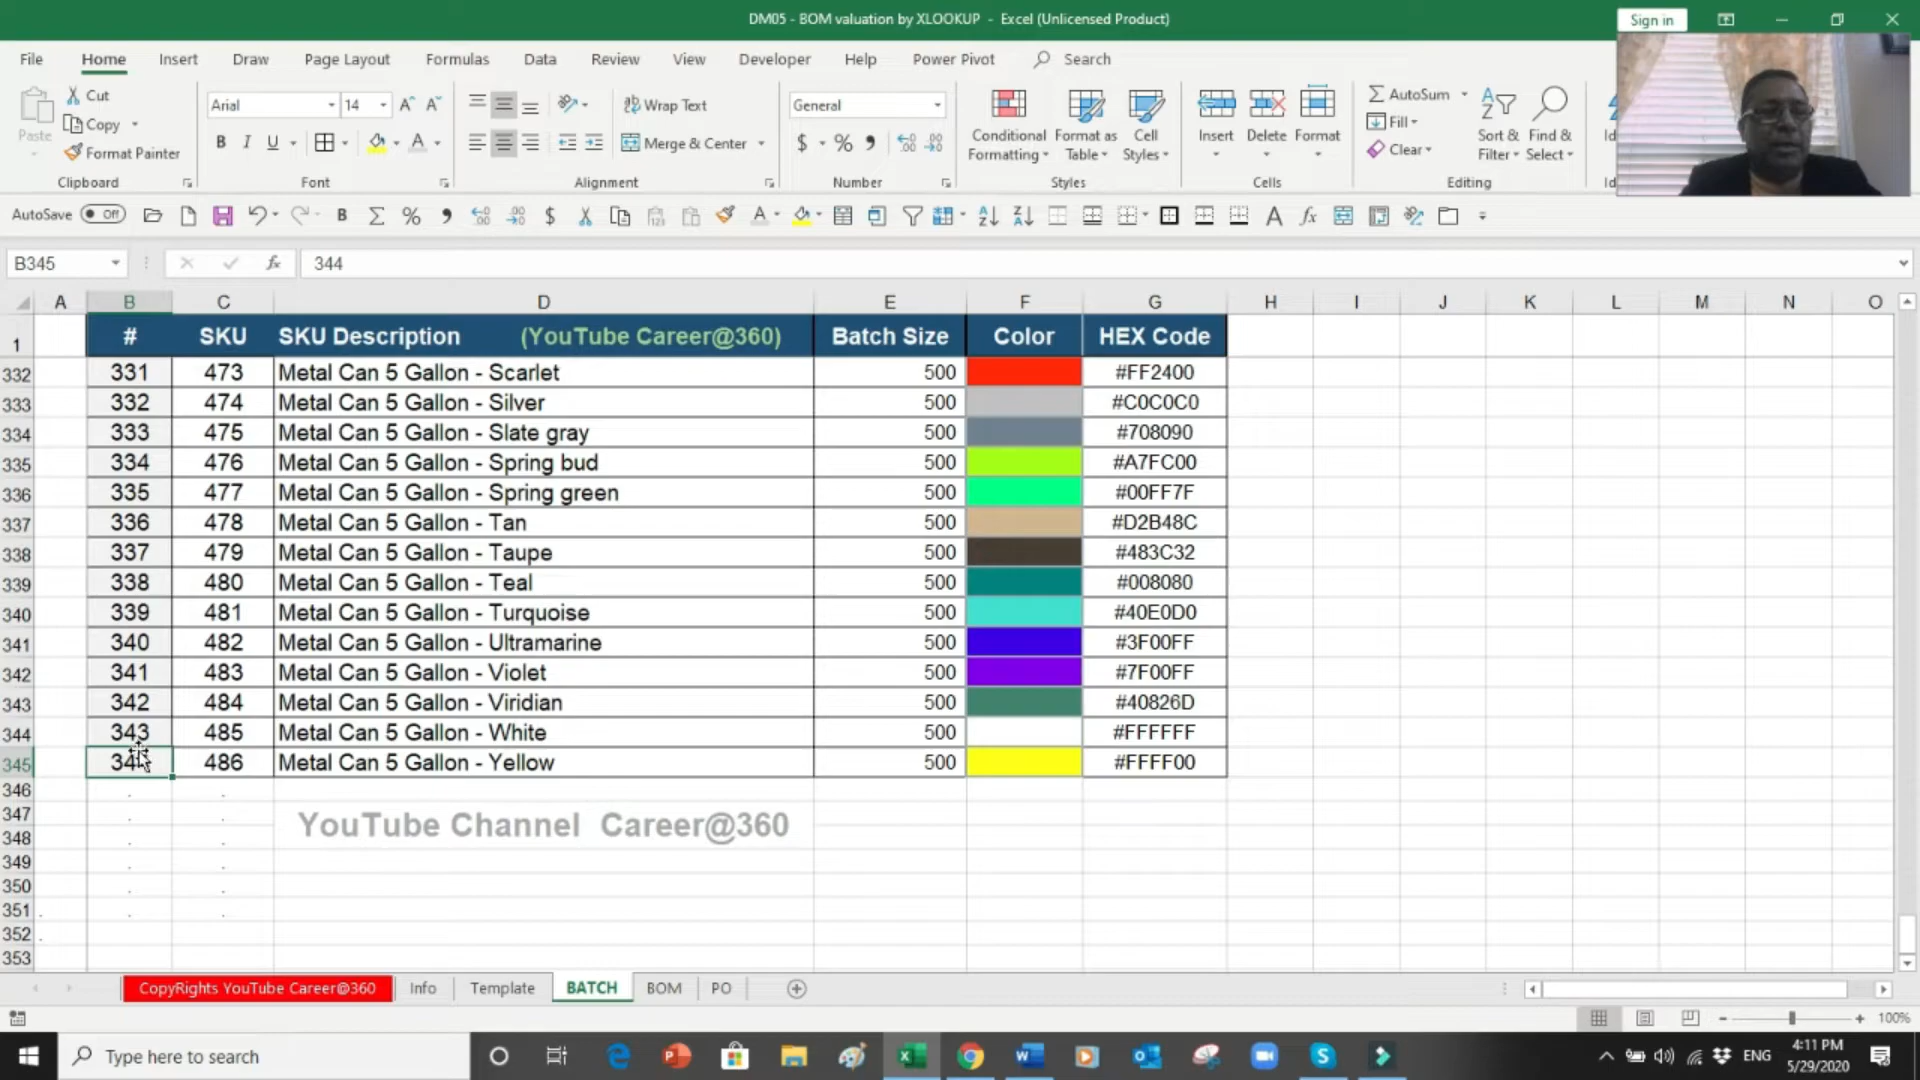 DM05 - BOM valuation by XLOOKUP - Excel (Unlicensed Product)
Sign in
File Home Insert Draw Page Layout Formulas Data Review View Developer Help Power Pivot Search
Paste
Cut
Copy
Format Painter
Clipboard
Arial 14
B I U
Font
Wrap Text
Merge & Center
Alignment
General
$ %
Number
Conditional Formatting
Format as Table
Cell Styles
Styles
Insert Delete Format
Cells
AutoSum
Fill
Clear
Sort & Filter
Find & Select
Editing
Id
Id
AutoSave Off
B345 fx 344
A B C D E F G H I J K L M N O
1 # SKU SKU Description (YouTube Career@360) Batch Size Color HEX Code
332 331 473 Metal Can 5 Gallon - Scarlet 500 #FF2400
333 332 474 Metal Can 5 Gallon - Silver 500 #C0C0C0
334 333 475 Metal Can 5 Gallon - Slate gray 500 #708090
335 334 476 Metal Can 5 Gallon - Spring bud 500 #A7FC00
336 335 477 Metal Can 5 Gallon - Spring green 500 #00FF7F
337 336 478 Metal Can 5 Gallon - Tan 500 #D2B48C
338 337 479 Metal Can 5 Gallon - Taupe 500 #483C32
339 338 480 Metal Can 5 Gallon - Teal 500 #008080
340 339 481 Metal Can 5 Gallon - Turquoise 500 #40E0D0
341 340 482 Metal Can 5 Gallon - Ultramarine 500 #3F00FF
342 341 483 Metal Can 5 Gallon - Violet 500 #7F00FF
343 342 484 Metal Can 5 Gallon - Viridian 500 #40826D
344 343 485 Metal Can 5 Gallon - White 500 #FFFFFF
345 344 486 Metal Can 5 Gallon - Yellow 500 #FFFF00
346
347
YouTube Channel Career@360
348
349
350
351
352
353
CopyRights YouTube Career@360 Info Template BATCH BOM PO
100%
Type here to search
ENG
4:11 PM
5/29/2020